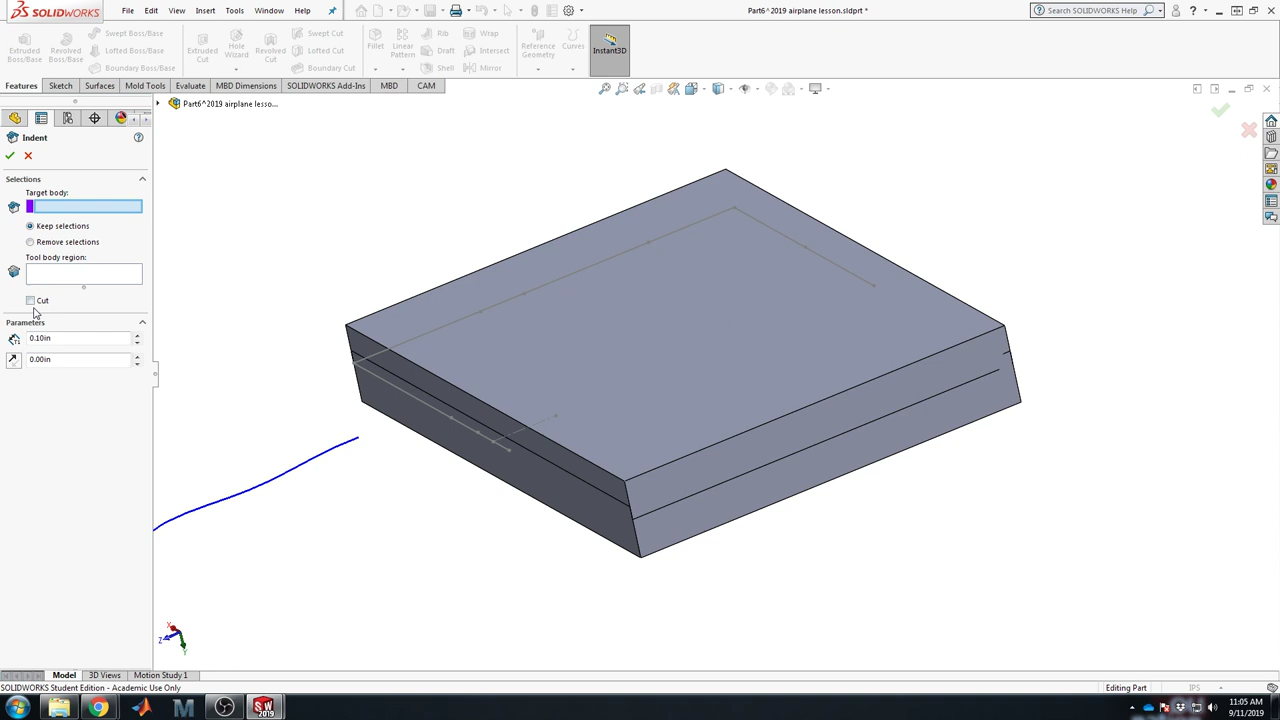 SOLIDWORKS File Edit View Insert Tools Window Help Part6^2019 airplane lesson.sldprt * Search SOLIDWORKS Help
Extruded Boss/Base
Revolved Boss/Base
Swept Boss/Base
Lofted Boss/Base
Boundary Boss/Base
Extruded Cut
Hole Wizard
Revolved Cut
Swept Cut
Lofted Cut
Boundary Cut
Fillet
Linear Pattern
Rib
Draft
Shell
Wrap
Intersect
Mirror
Reference Geometry
Curves
Instant3D
Features Sketch Surfaces Mold Tools Evaluate MBD Dimensions SOLIDWORKS Add-Ins MBD CAM
Part6^2019 airplane lesso...
Indent
Selections
Target body:
Keep selections
Remove selections
Tool body region:
Cut
Parameters
0.10in
0.00in
X
Z
Y
Model 3D Views Motion Study 1
SOLIDWORKS Student Edition - Academic Use Only Editing Part IPS
SW 2019
11:05 AM
9/11/2019